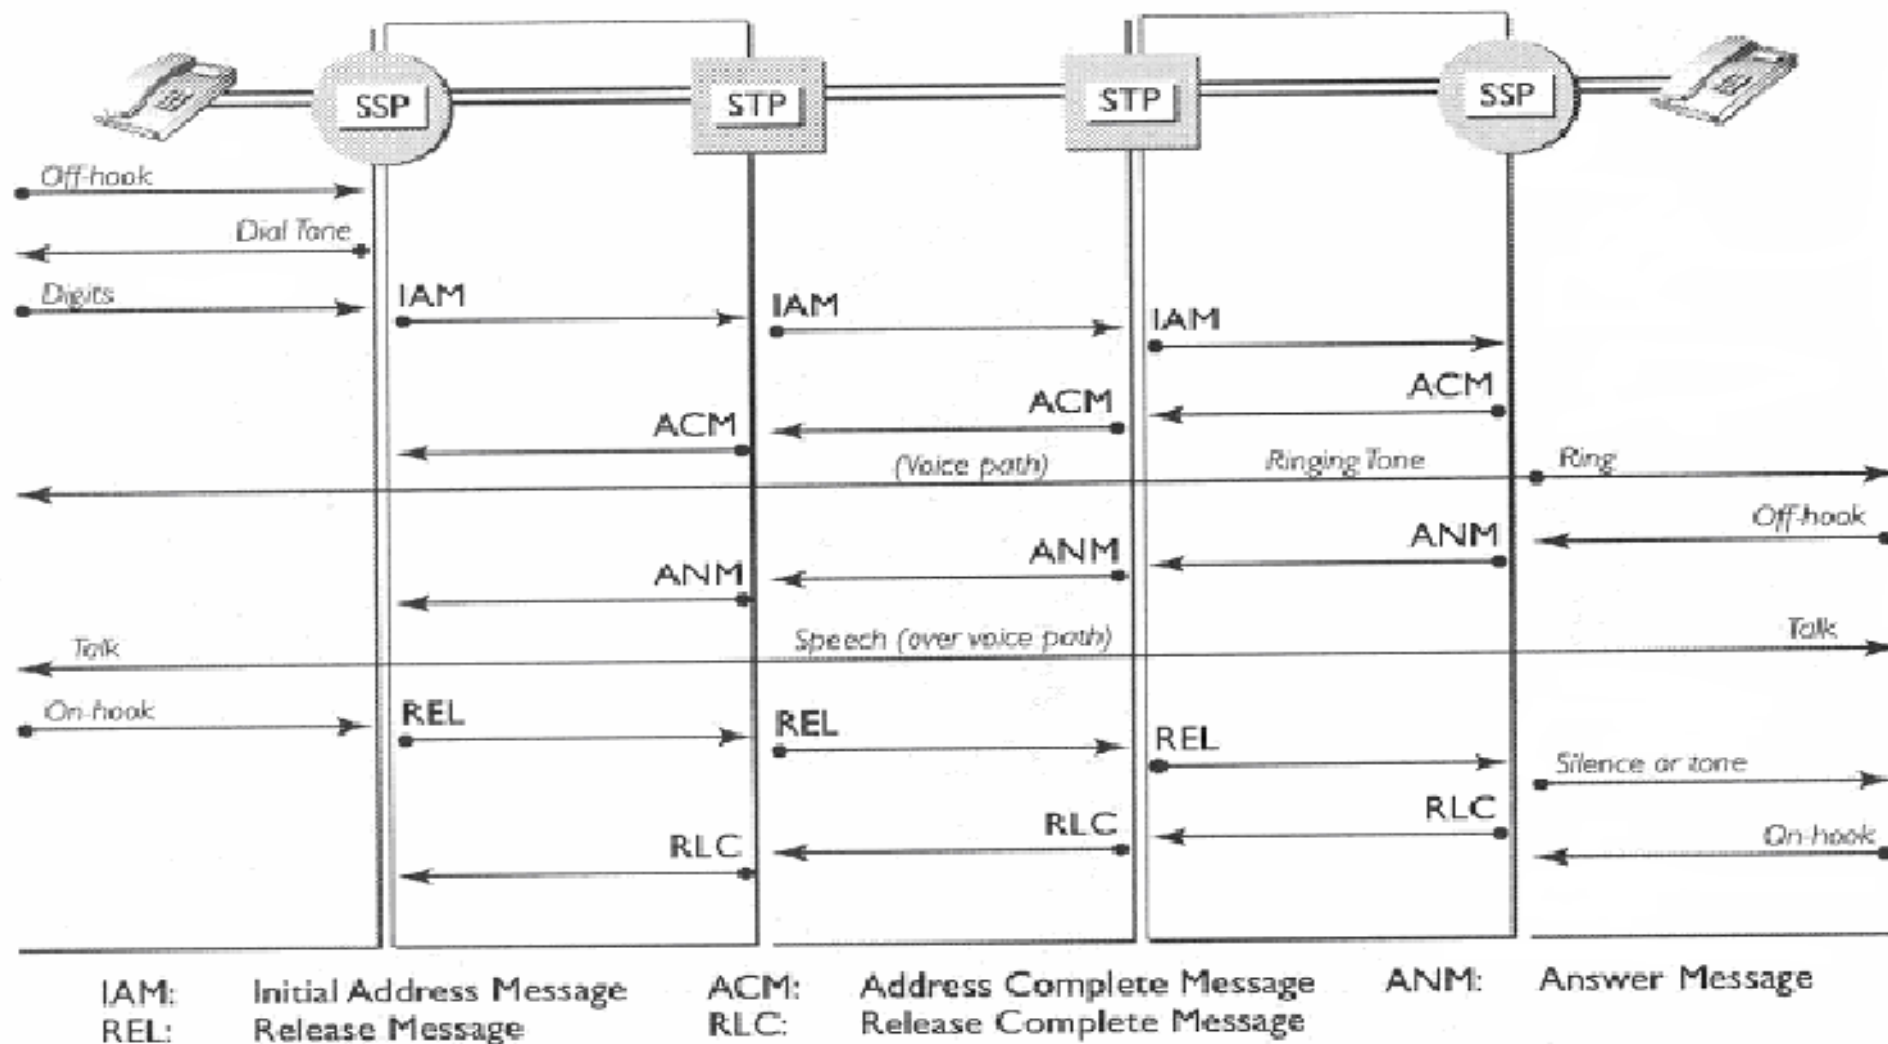 SSP
STP
STP
SSP
Off-hook
Dial Tone
Digits
IAM
IAM
IAM
ACM
ACM
ACM
(Voice path)
Ringing Tone
Ring
Off-hook
ANM
ANM
ANM
Talk
Speech (over voice path)
Talk
On-hook
REL
REL
REL
Silence or tone
RLC
RLC
RLC
On-hook
IAM: Initial Address Message
ACM: Address Complete Message
ANM: Answer Message
REL: Release Message
RLC: Release Complete Message